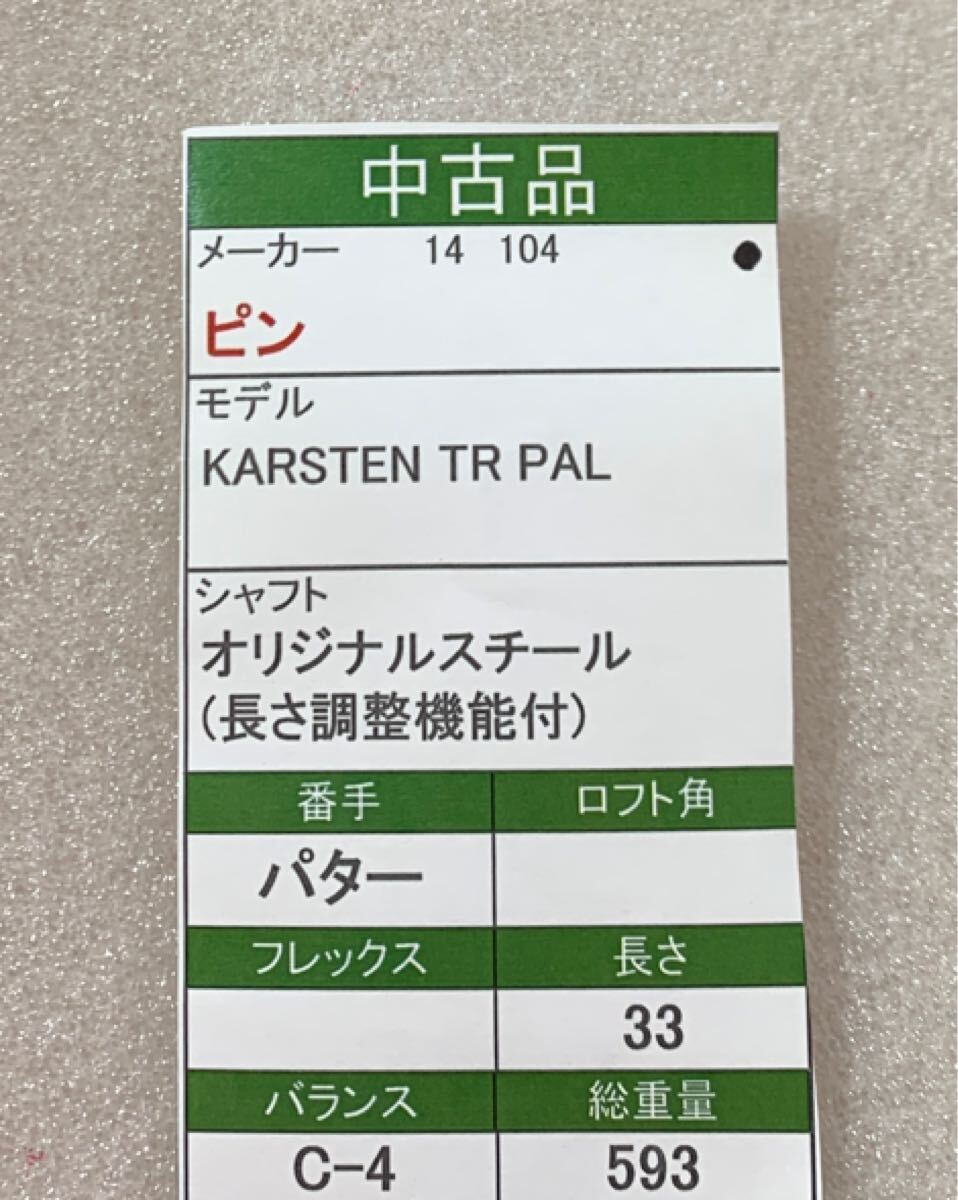 中古品
メーカー 14 104
ピン
モデル
KARSTEN TR PAL
シャフト
オリジナルスチール
(長さ調整機能付)
番手 ロフト角
パター
フレックス 長さ
33
バランス 総重量
C-4 593